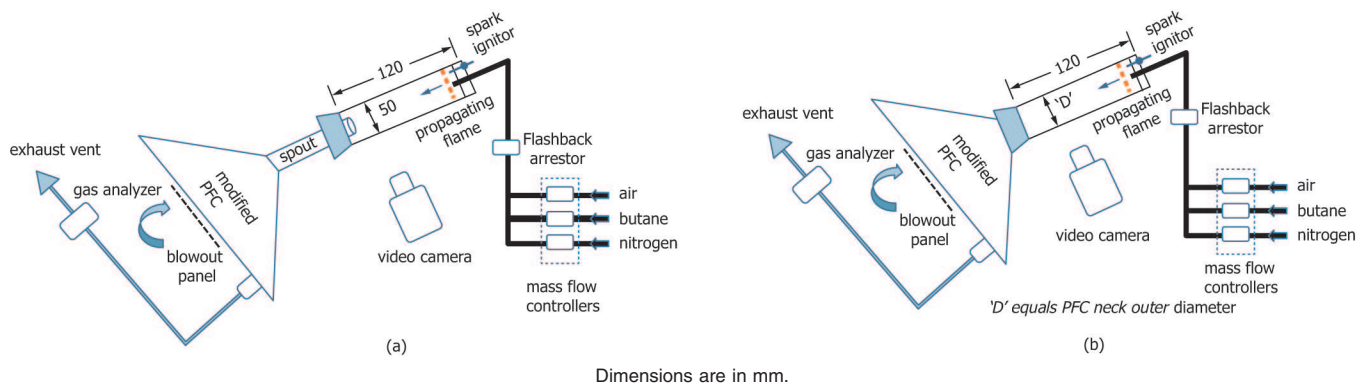 spark
ignitor
120
50
propagating
flame
spout
modified
PFC
exhaust vent
gas analyzer
blowout
panel
Flashback
arrestor
air
butane
nitrogen
video camera
mass flow
controllers
(a)
spark
ignitor
120
'D'
propagating
flame
modified
PFC
exhaust vent
gas analyzer
blowout
panel
Flashback
arrestor
air
butane
nitrogen
video camera
mass flow
controllers
'D' equals PFC neck outer diameter
(b)
Dimensions are in mm.